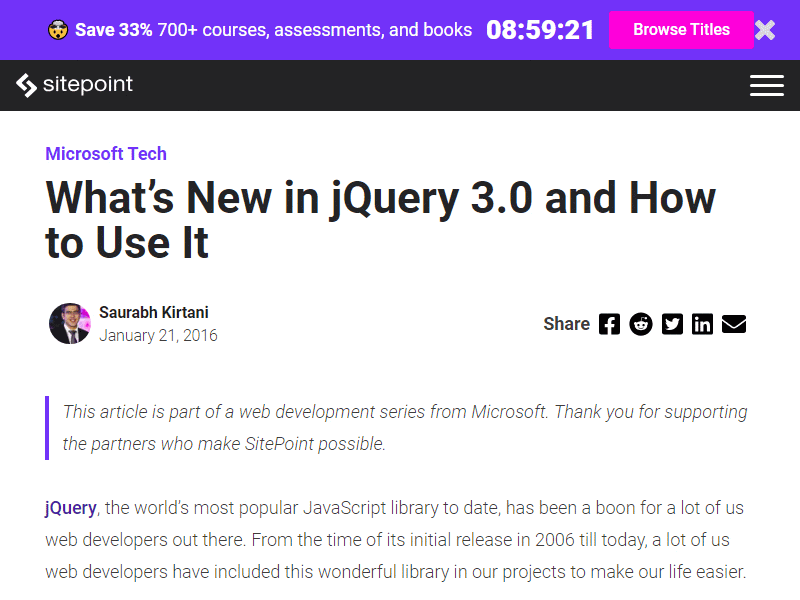 Save 33% 700+ courses, assessments, and books 08:59:21 Browse Titles
sitepoint
Microsoft Tech
What’s New in jQuery 3.0 and How
to Use It
Saurabh Kirtani
January 21, 2016
Share
This article is part of a web development series from Microsoft. Thank you for supporting
the partners who make SitePoint possible.
jQuery, the world's most popular JavaScript library to date, has been a boon for a lot of us
web developers out there. From the time of its initial release in 2006 till today, a lot of us
web developers have included this wonderful library in our projects to make our life easier.